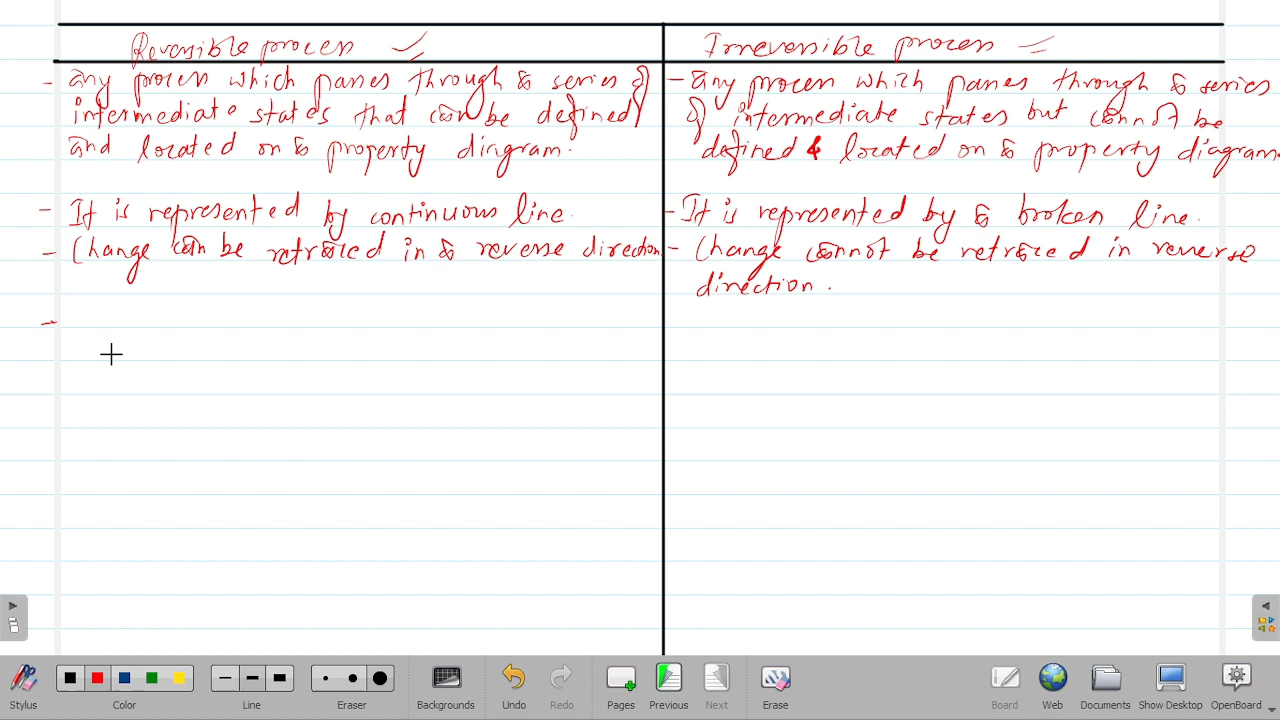 Reversible process
- any process which passes through a series of
intermediate states that can be defined
and located on a property diagram.
- It is represented by continuous line.
- Change can be retraced in a reverse direction.
-
Irreversible process
- any process which passes through a series
of intermediate states but cannot be
defined & located on a property diagram
- It is represented by a broken line.
- Change cannot be retraced in reverse
direction.
Stylus
Color
Line
Eraser
Backgrounds
Undo
Redo
Pages
Previous
Next
Erase
Board
Web
Documents
Show Desktop
OpenBoard